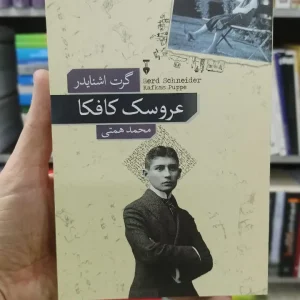 گرت اشنایدر
Gerd Schneider
Kafkas Puppe
عروسک کافکا
محمد همتی